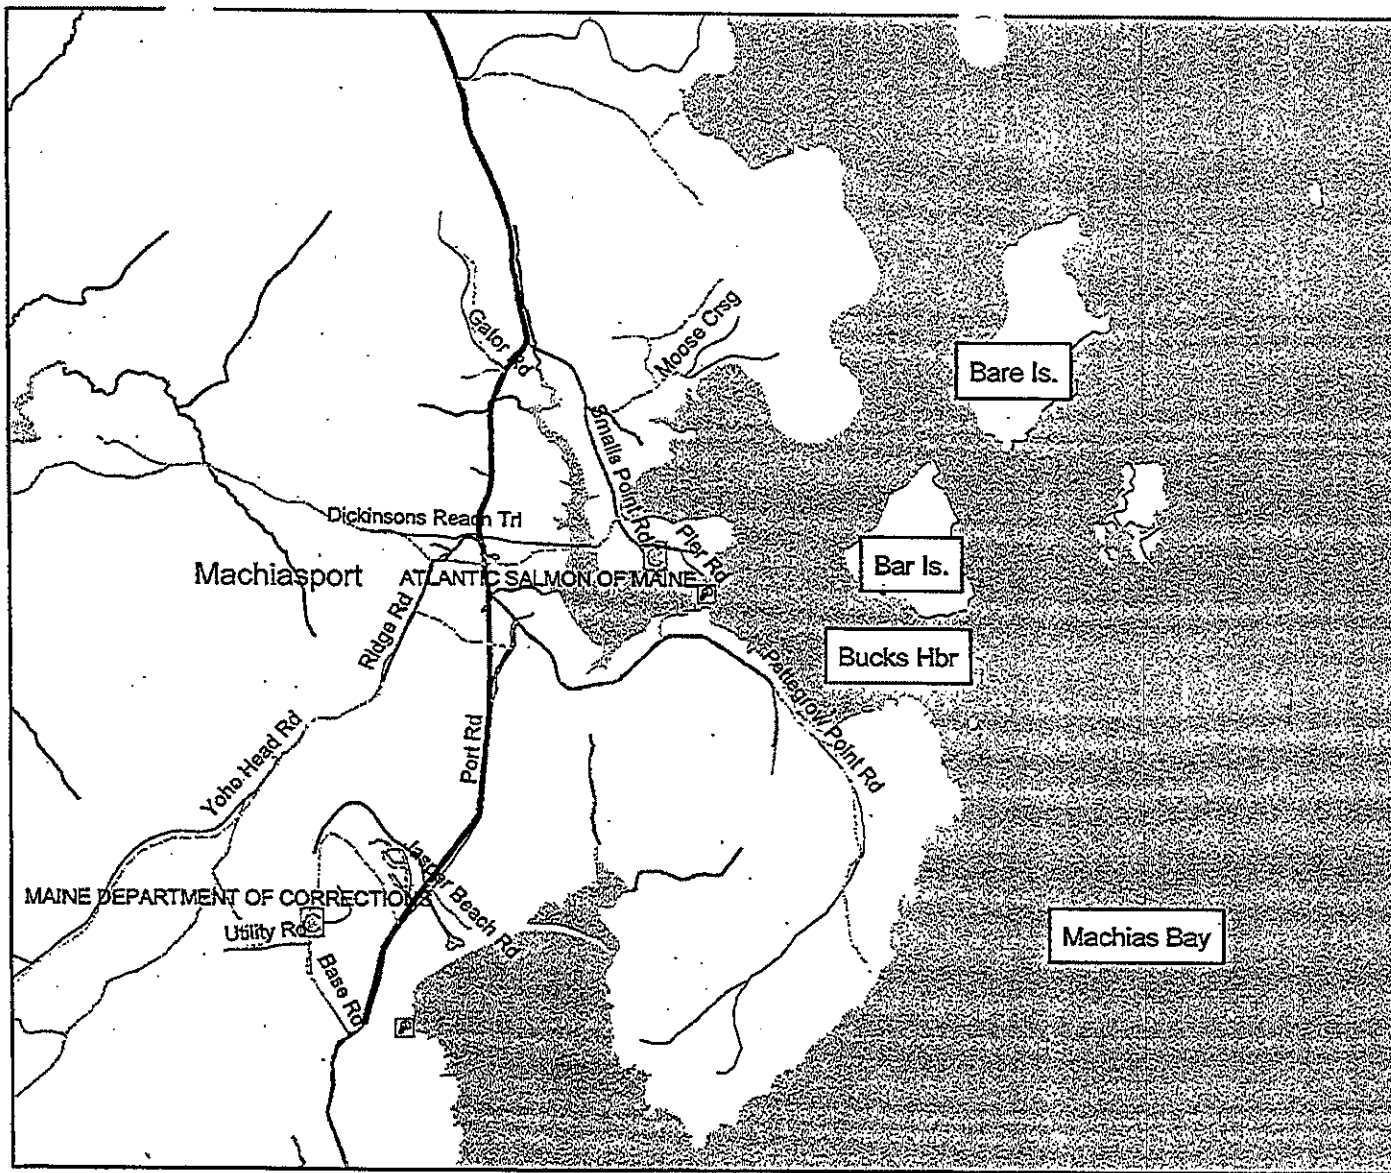 Gator Rd
Moose Crsg
Bare Is.
Smalls Point Rd
Dickinsons Reach Trl
Pier Rd
Bar Is.
Machiasport
ATLANTIC SALMON OF MAINE
Ridge Rd
Bucks Hbr
Pattegrow Point Rd
Port Rd
Yoho Head Rd
Jasper Beach Rd
MAINE DEPARTMENT OF CORRECTIONS
Utility Rd
Machias Bay
Base Rd